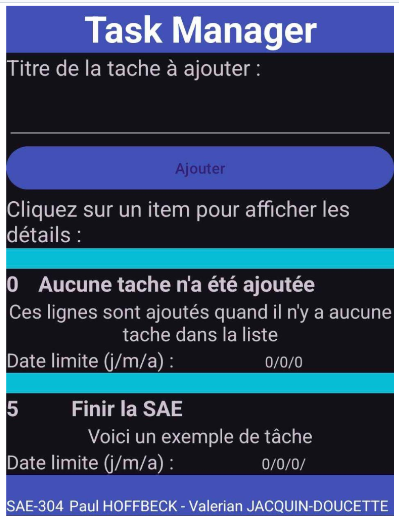 Task Manager
Titre de la tache à ajouter :
Ajouter
Cliquez sur un item pour afficher les
détails :
0 Aucune tache n'a été ajoutée
Ces lignes sont ajoutés quand il n'y a aucune
tache dans la liste
Date limite (j/m/a) : 0/0/0
5 Finir la SAE
Voici un exemple de tâche
Date limite (j/m/a) : 0/0/0/
SAE-304 Paul HOFFBECK - Valerian JACQUIN-DOUCETTE